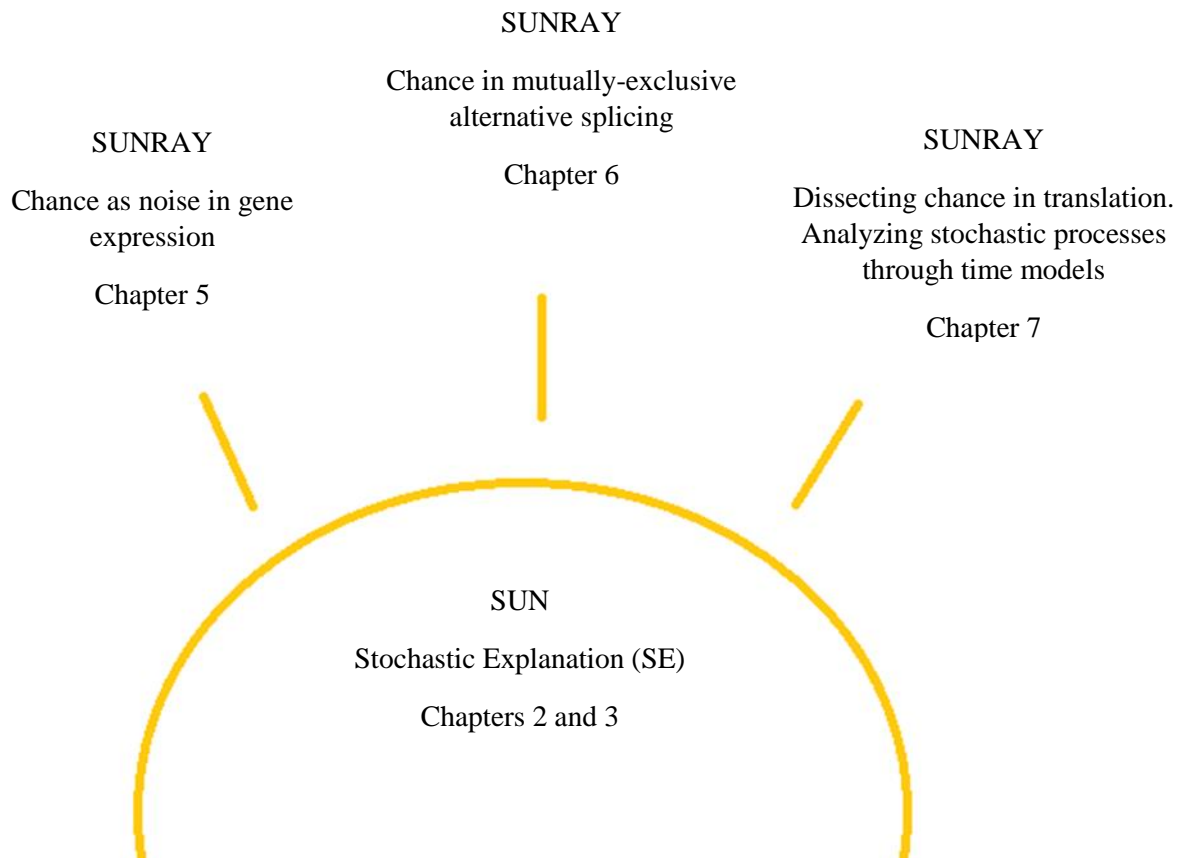 SUNRAY
Chance in mutually-exclusive
alternative splicing
Chapter 6
SUNRAY
Chance as noise in gene
expression
Chapter 5
SUNRAY
Dissecting chance in translation.
Analyzing stochastic processes
through time models
Chapter 7
SUN
Stochastic Explanation (SE)
Chapters 2 and 3